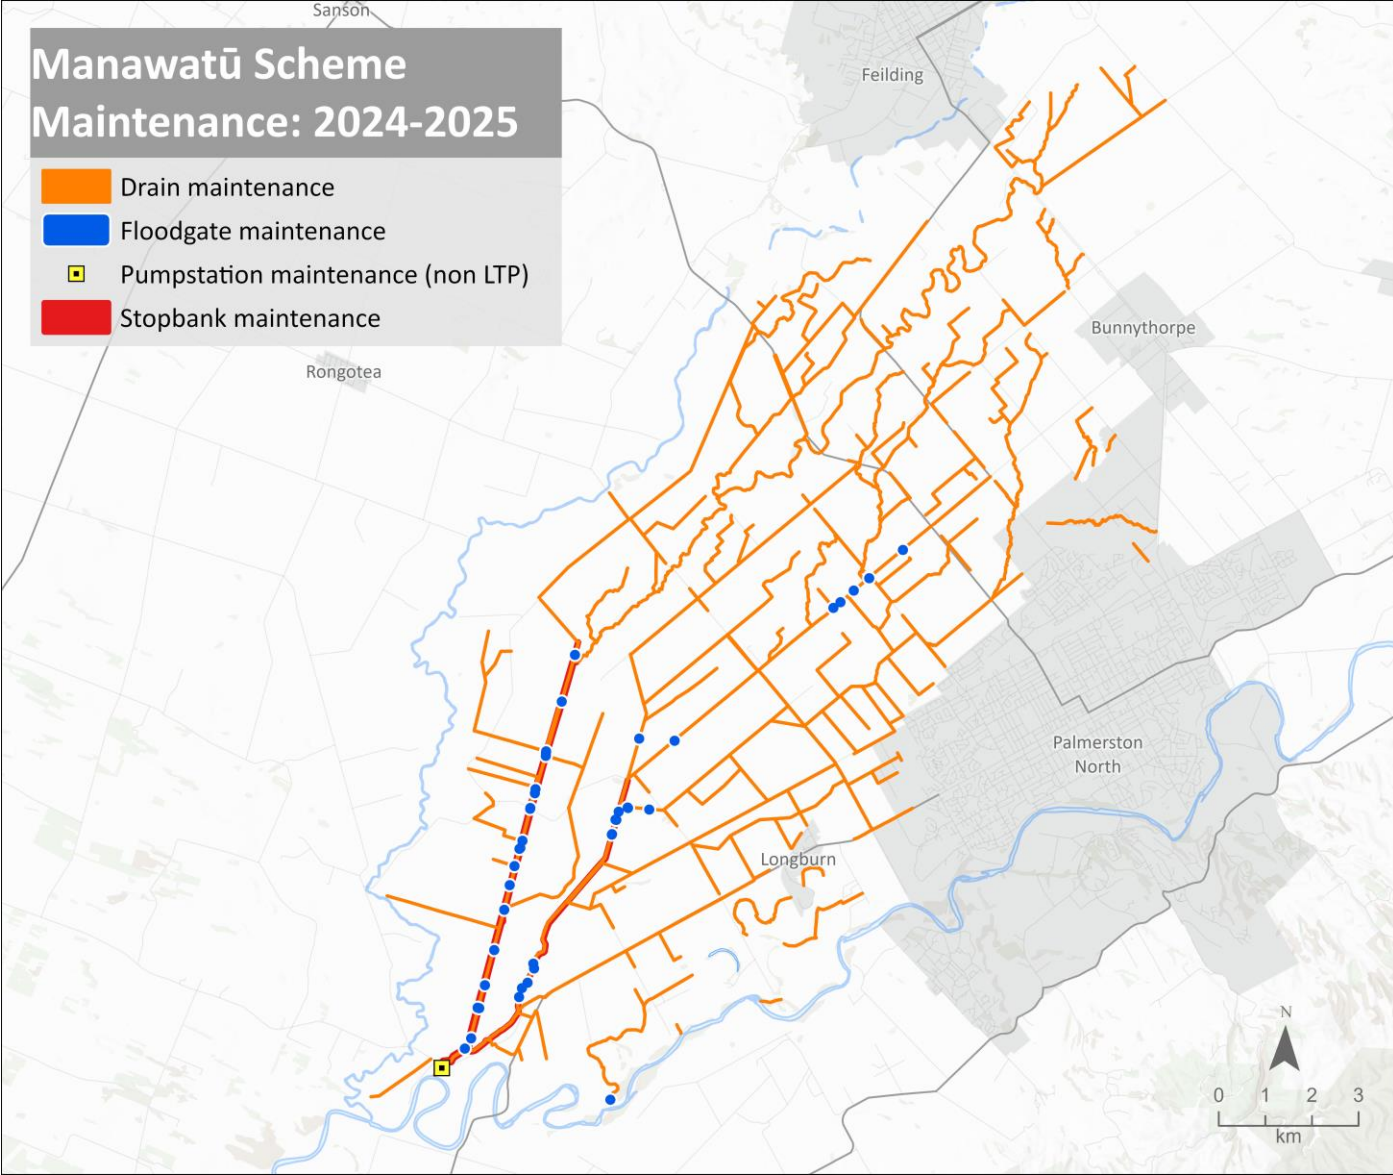 Sanson
Manawatū Scheme
Maintenance: 2024-2025
Drain maintenance
Floodgate maintenance
Pumpstation maintenance (non LTP)
Stopbank maintenance
Feilding
Rongotea
Bunnythorpe
Palmerston
North
Longburn
N
0 1 2 3
km